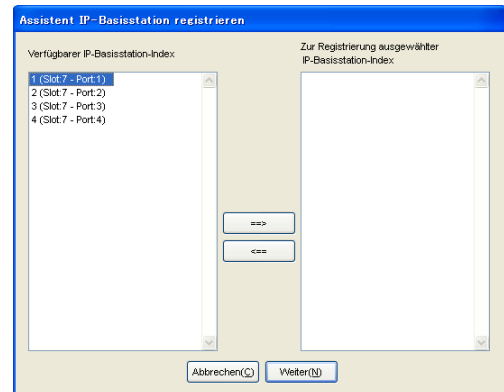 Assistent IP-Basisstation registrieren
Verfügbarer IP-Basisstation-Index
1 (Slot:7 - Port:1)
2 (Slot:7 - Port:2)
3 (Slot:7 - Port:3)
4 (Slot:7 - Port:4)
Zur Registrierung ausgewählter
IP-Basisstation-Index
==>
<==
Abbrechen(C)
Weiter(N)